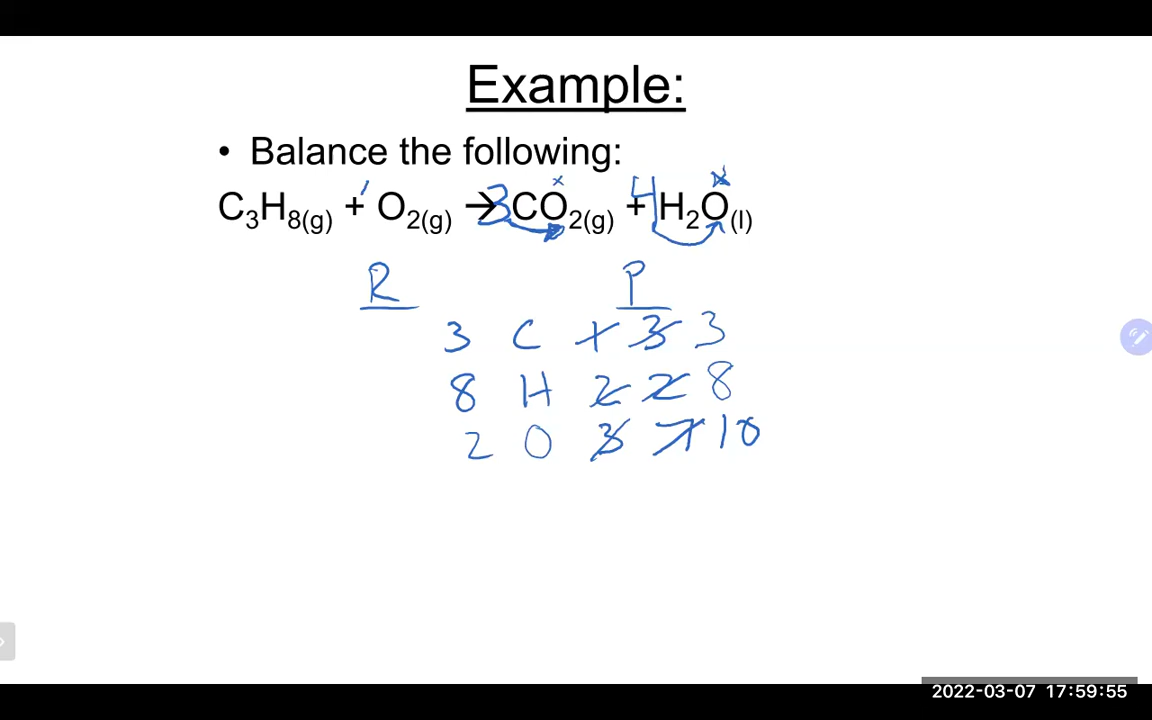 Example:
• Balance the following:
C₃H₈(g) + O₂(g) → 3CO₂(g) + 4H₂O(l)
R P
3 C 1 3 3
8 H 2 2 8
2 O 3 7 10
2022-03-07 17:59:55